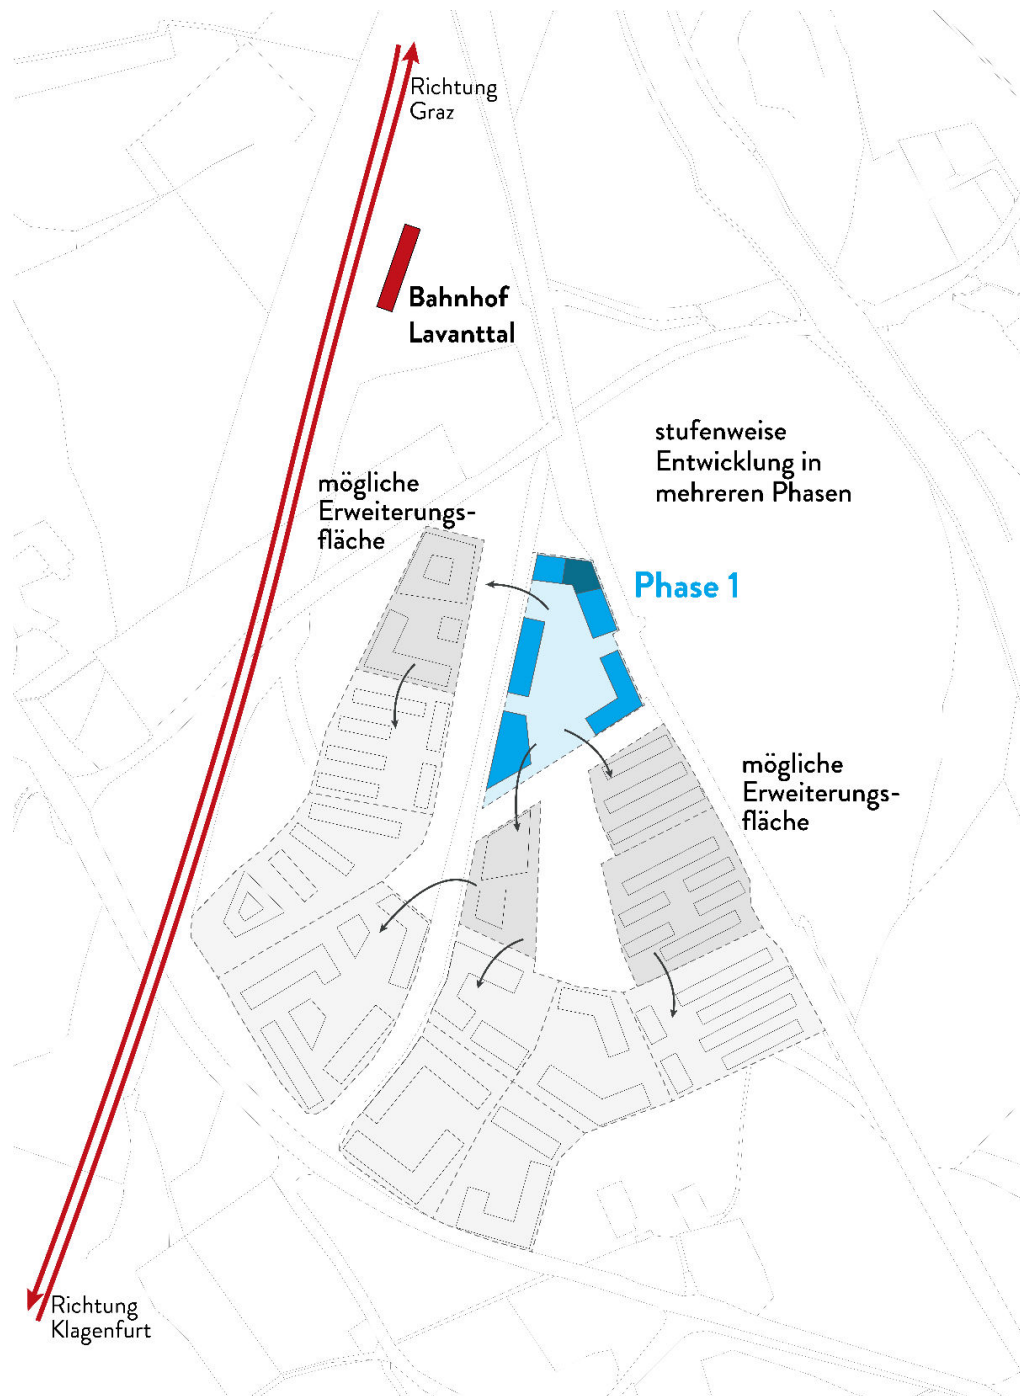 Richtung
Graz
Bahnhof
Lavanttal
stufenweise
Entwicklung in
mehreren Phasen
mögliche
Erweiterungs-
fläche
Phase 1
mögliche
Erweiterungs-
fläche
Richtung
Klagenfurt